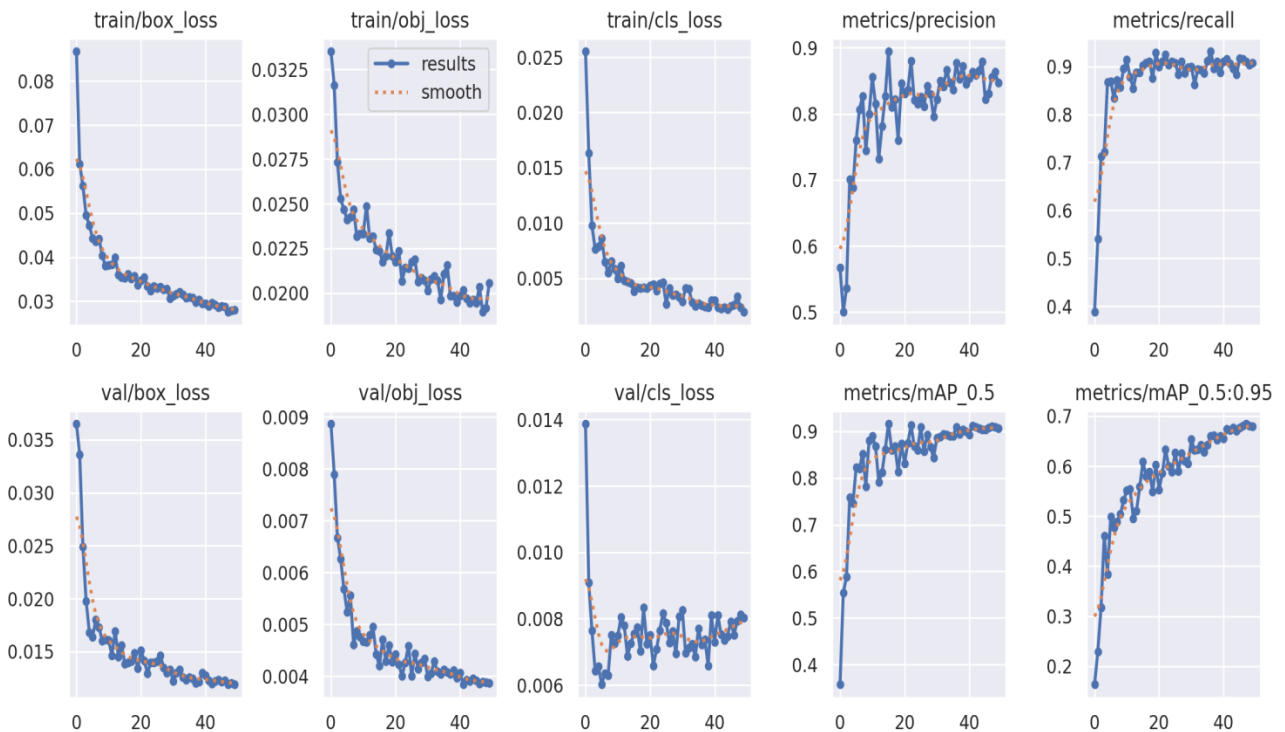 train/box_loss
train/obj_loss
train/cls_loss
metrics/precision
metrics/recall
0.08
0.07
0.06
0.05
0.04
0.03
0 20 40
results
smooth
0.0325
0.0300
0.0275
0.0250
0.0225
0.0200
0 20 40
0.025
0.020
0.015
0.010
0.005
0 20 40
0.9
0.8
0.7
0.6
0.5
0 20 40
0.9
0.8
0.7
0.6
0.5
0.4
0 20 40
val/box_loss
val/obj_loss
val/cls_loss
metrics/mAP_0.5
metrics/mAP_0.5:0.95
0.035
0.030
0.025
0.020
0.015
0 20 40
0.009
0.008
0.007
0.006
0.005
0.004
0 20 40
0.014
0.012
0.010
0.008
0.006
0 20 40
0.9
0.8
0.7
0.6
0.5
0.4
0 20 40
0.7
0.6
0.5
0.4
0.3
0.2
0 20 40